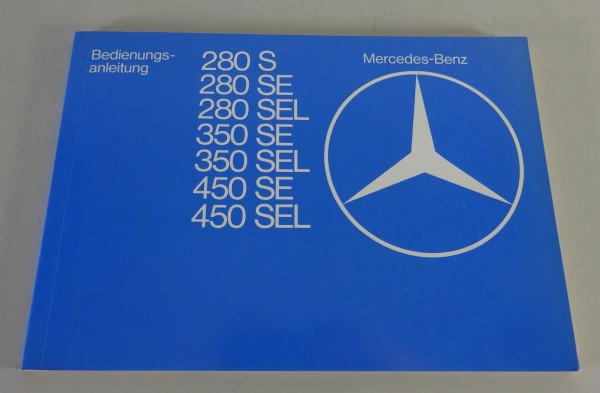 Bedienungs-
anleitung
280 S
280 SE
280 SEL
350 SE
350 SEL
450 SE
450 SEL
Mercedes-Benz